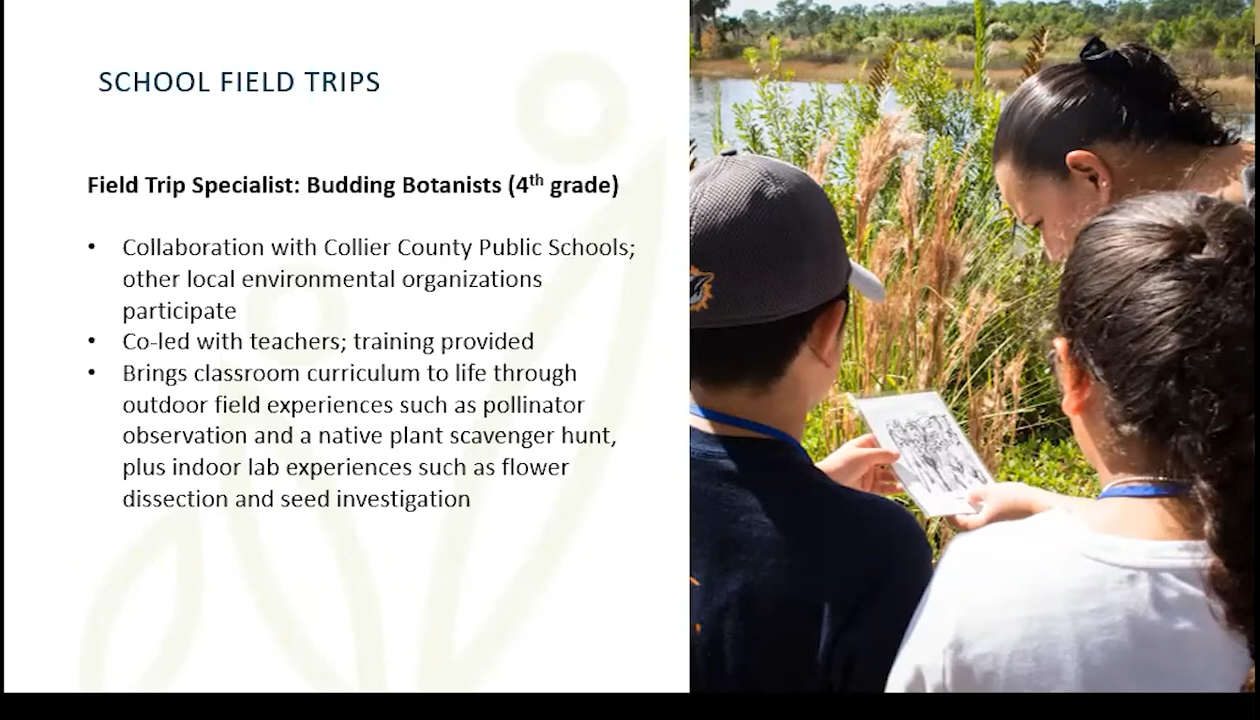 SCHOOL FIELD TRIPS
Field Trip Specialist: Budding Botanists (4th grade)
• Collaboration with Collier County Public Schools;
other local environmental organizations
participate
• Co-led with teachers; training provided
• Brings classroom curriculum to life through
outdoor field experiences such as pollinator
observation and a native plant scavenger hunt,
plus indoor lab experiences such as flower
dissection and seed investigation